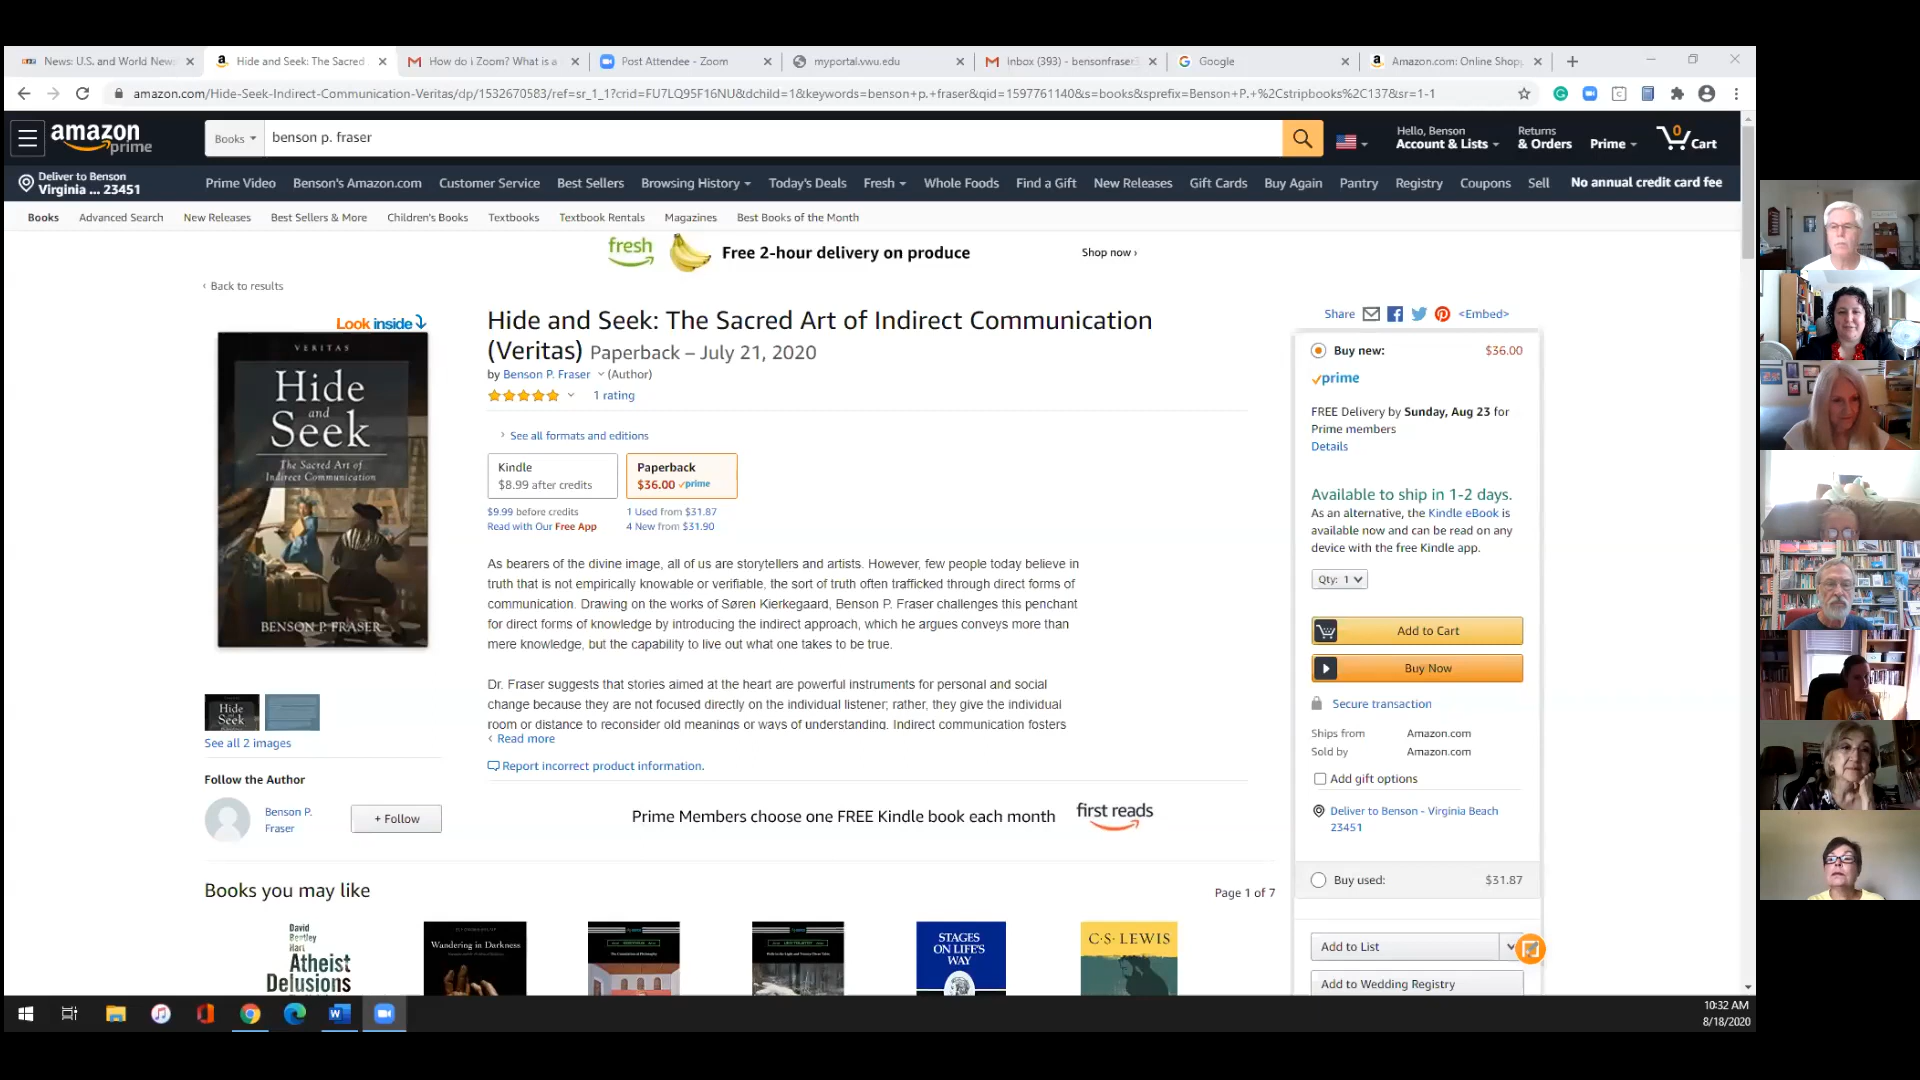 News: U.S. and World News
Hide and Seek: The Sacred
How do I Zoom? What is a
Post Attendee - Zoom
myportal.vwu.edu
Inbox (393) - bensonfraser
Google
Amazon.com: Online Shopp
amazon.com/Hide-Seek-Indirect-Communication-Veritas/dp/1532670583/ref=sr_1_1?crid=FU7LQ95F16NU&dchild=1&keywords=benson+p.+fraser&qid=1597761140&s=books&sprefix=Benson+P.+%2Cstripbooks%2C137&sr=1-1
amazon prime
Books
benson p. fraser
Hello, Benson
Account & Lists
Returns
& Orders
Prime
0
Cart
Deliver to Benson
Virginia ... 23451
Prime Video
Benson's Amazon.com
Customer Service
Best Sellers
Browsing History
Today's Deals
Fresh
Whole Foods
Find a Gift
New Releases
Gift Cards
Buy Again
Pantry
Registry
Coupons
Sell
No annual credit card fee
Books
Advanced Search
New Releases
Best Sellers & More
Children's Books
Textbooks
Textbook Rentals
Magazines
Best Books of the Month
fresh
Free 2-hour delivery on produce
Shop now ›
‹ Back to results
Look inside
VERITAS
Hide
and
Seek
The Sacred Art of
Indirect Communication
BENSON P. FRASER
Hide
Seek
See all 2 images
Follow the Author
Benson P.
Fraser
+ Follow
Hide and Seek: The Sacred Art of Indirect Communication
(Veritas) Paperback – July 21, 2020
by Benson P. Fraser (Author)
1 rating
› See all formats and editions
Kindle
$8.99 after credits
Paperback
$36.00 prime
$9.99 before credits
Read with Our Free App
1 Used from $31.87
4 New from $31.90
As bearers of the divine image, all of us are storytellers and artists. However, few people today believe in
truth that is not empirically knowable or verifiable, the sort of truth often trafficked through direct forms of
communication. Drawing on the works of Søren Kierkegaard, Benson P. Fraser challenges this penchant
for direct forms of knowledge by introducing the indirect approach, which he argues conveys more than
mere knowledge, but the capability to live out what one takes to be true.
Dr. Fraser suggests that stories aimed at the heart are powerful instruments for personal and social
change because they are not focused directly on the individual listener; rather, they give the individual
room or distance to reconsider old meanings or ways of understanding. Indirect communication fosters
‹ Read more
Report incorrect product information.
Prime Members choose one FREE Kindle book each month
first reads
Share
<Embed>
Buy new:
$36.00
prime
FREE Delivery by Sunday, Aug 23 for
Prime members
Details
Available to ship in 1-2 days.
As an alternative, the Kindle eBook is
available now and can be read on any
device with the free Kindle app.
Qty: 1
Add to Cart
Buy Now
Secure transaction
Ships from Amazon.com
Sold by Amazon.com
Add gift options
Deliver to Benson - Virginia Beach
23451
Buy used:
$31.87
Add to List
Add to Wedding Registry
Books you may like
Page 1 of 7
David
Bentley
Hart
Atheist
Delusions
Wandering in Darkness
STAGES
ON LIFE'S
WAY
C·S· LEWIS
10:32 AM
8/18/2020